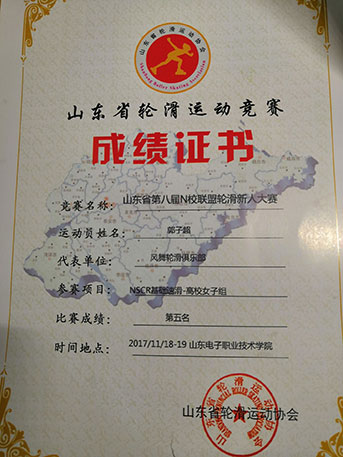 山东省轮滑运动协会
Shandong Roller Skating Association
山东省轮滑运动竞赛
成绩证书
竞赛名称：山东省第八届N校联盟轮滑新人大赛
运动员姓名：郭子超
代表单位：风舞轮滑俱乐部
参赛项目：NSCR基础速滑-高校女子组
比赛成绩：第五名
时间地点：2017/11/18-19 山东电子职业技术学院
山东省轮滑运动协会
山东省轮滑运动协会